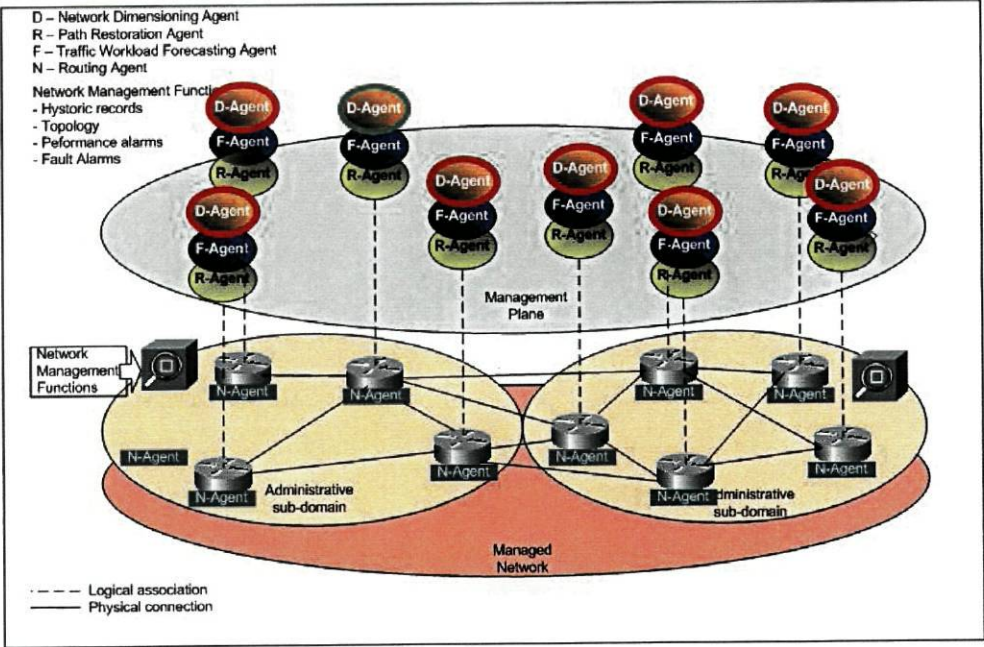 D – Network Dimensioning Agent
R – Path Restoration Agent
F – Traffic Workload Forecasting Agent
N – Routing Agent
Network Management Functi
- Hystoric records
- Topology
- Peformance alarms
- Fault Alarms
D-Agent
F-Agent
R-Agent
D-Agent
F-Agent
R-Agent
D-Agent
F-Agent
R-Agent
D-Agent
F-Agent
R-Agent
D-Agent
F-Agent
R-Agent
D-Agent
F-Agent
R-Agent
D-Agent
F-Agent
R-Agent
D-Agent
F-Agent
R-Agent
D-Agent
F-Agent
R-Agent
Management
Plane
Network
Management
Functions
N-Agent
N-Agent
N-Agent
N-Agent
N-Agent
N-Agent
N-Agent
N-Agent
N-Agent
N-Agent
Administrative
sub-domain
dministrative
sub-domain
Managed
Network
Logical association
Physical connection